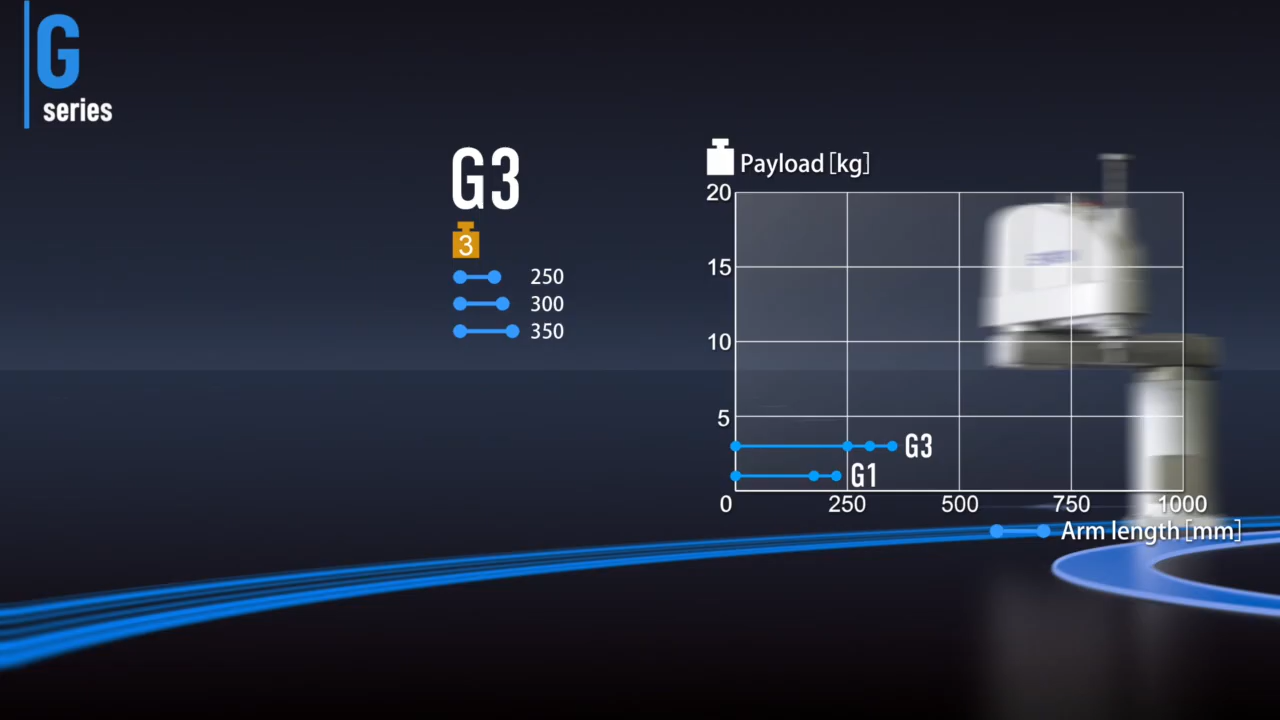 G
series
G3
3
250
300
350
Payload [kg]
20
15
10
5
G3
G1
0 250 500 750 1000
Arm length [mm]